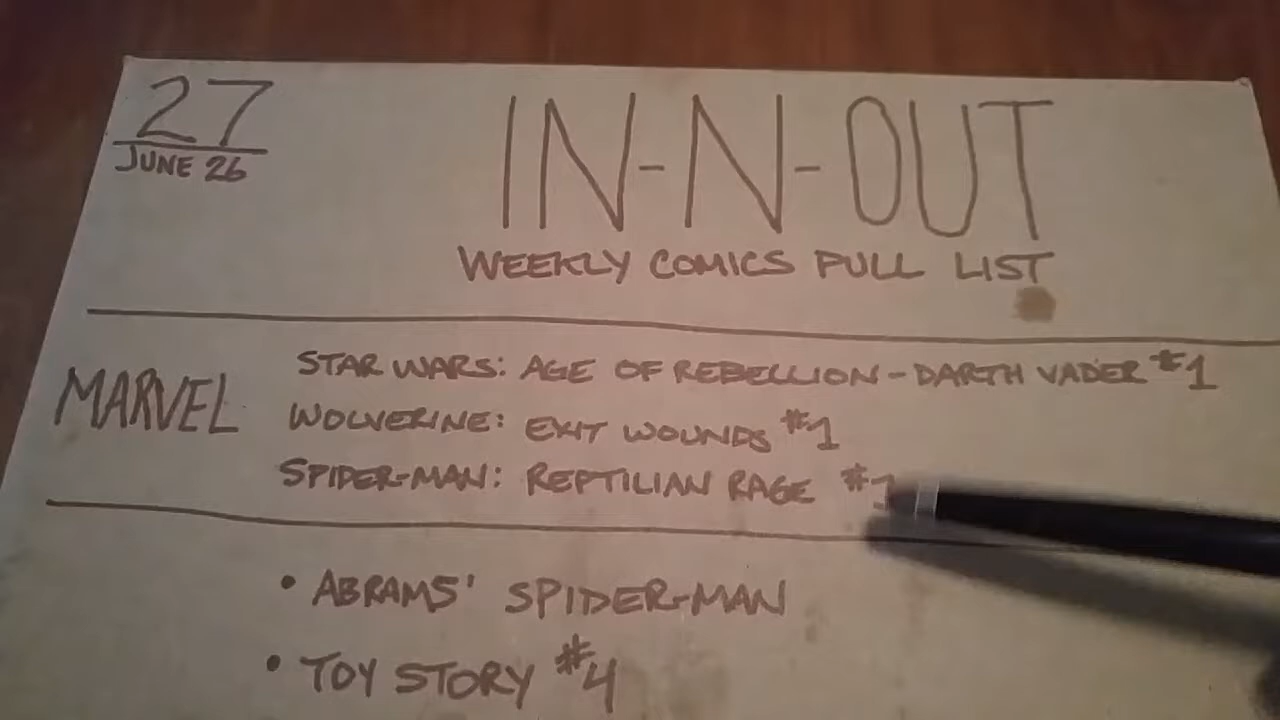 27
JUNE 26
IN-N-OUT
WEEKLY COMICS PULL LIST
MARVEL
STAR WARS: AGE OF REBELLION - DARTH VADER #1
WOLVERINE: EXIT WOUNDS #1
SPIDER-MAN: REPTILIAN RAGE #1
• ABRAMS' SPIDER-MAN
• TOY STORY #4